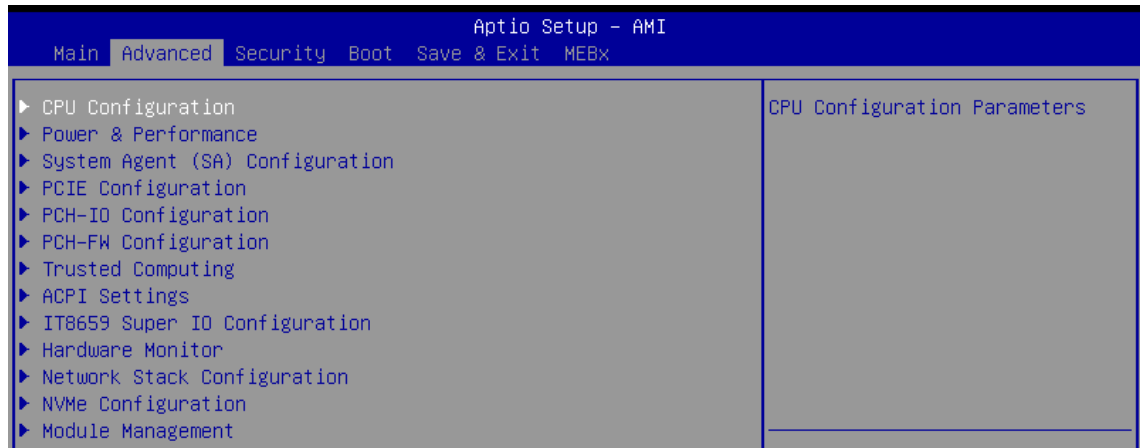 Aptio Setup – AMI
Main Advanced Security Boot Save & Exit MEBx
CPU Configuration
CPU Configuration Parameters
Power & Performance
System Agent (SA) Configuration
PCIE Configuration
PCH-IO Configuration
PCH-FW Configuration
Trusted Computing
ACPI Settings
IT8659 Super IO Configuration
Hardware Monitor
Network Stack Configuration
NVMe Configuration
Module Management